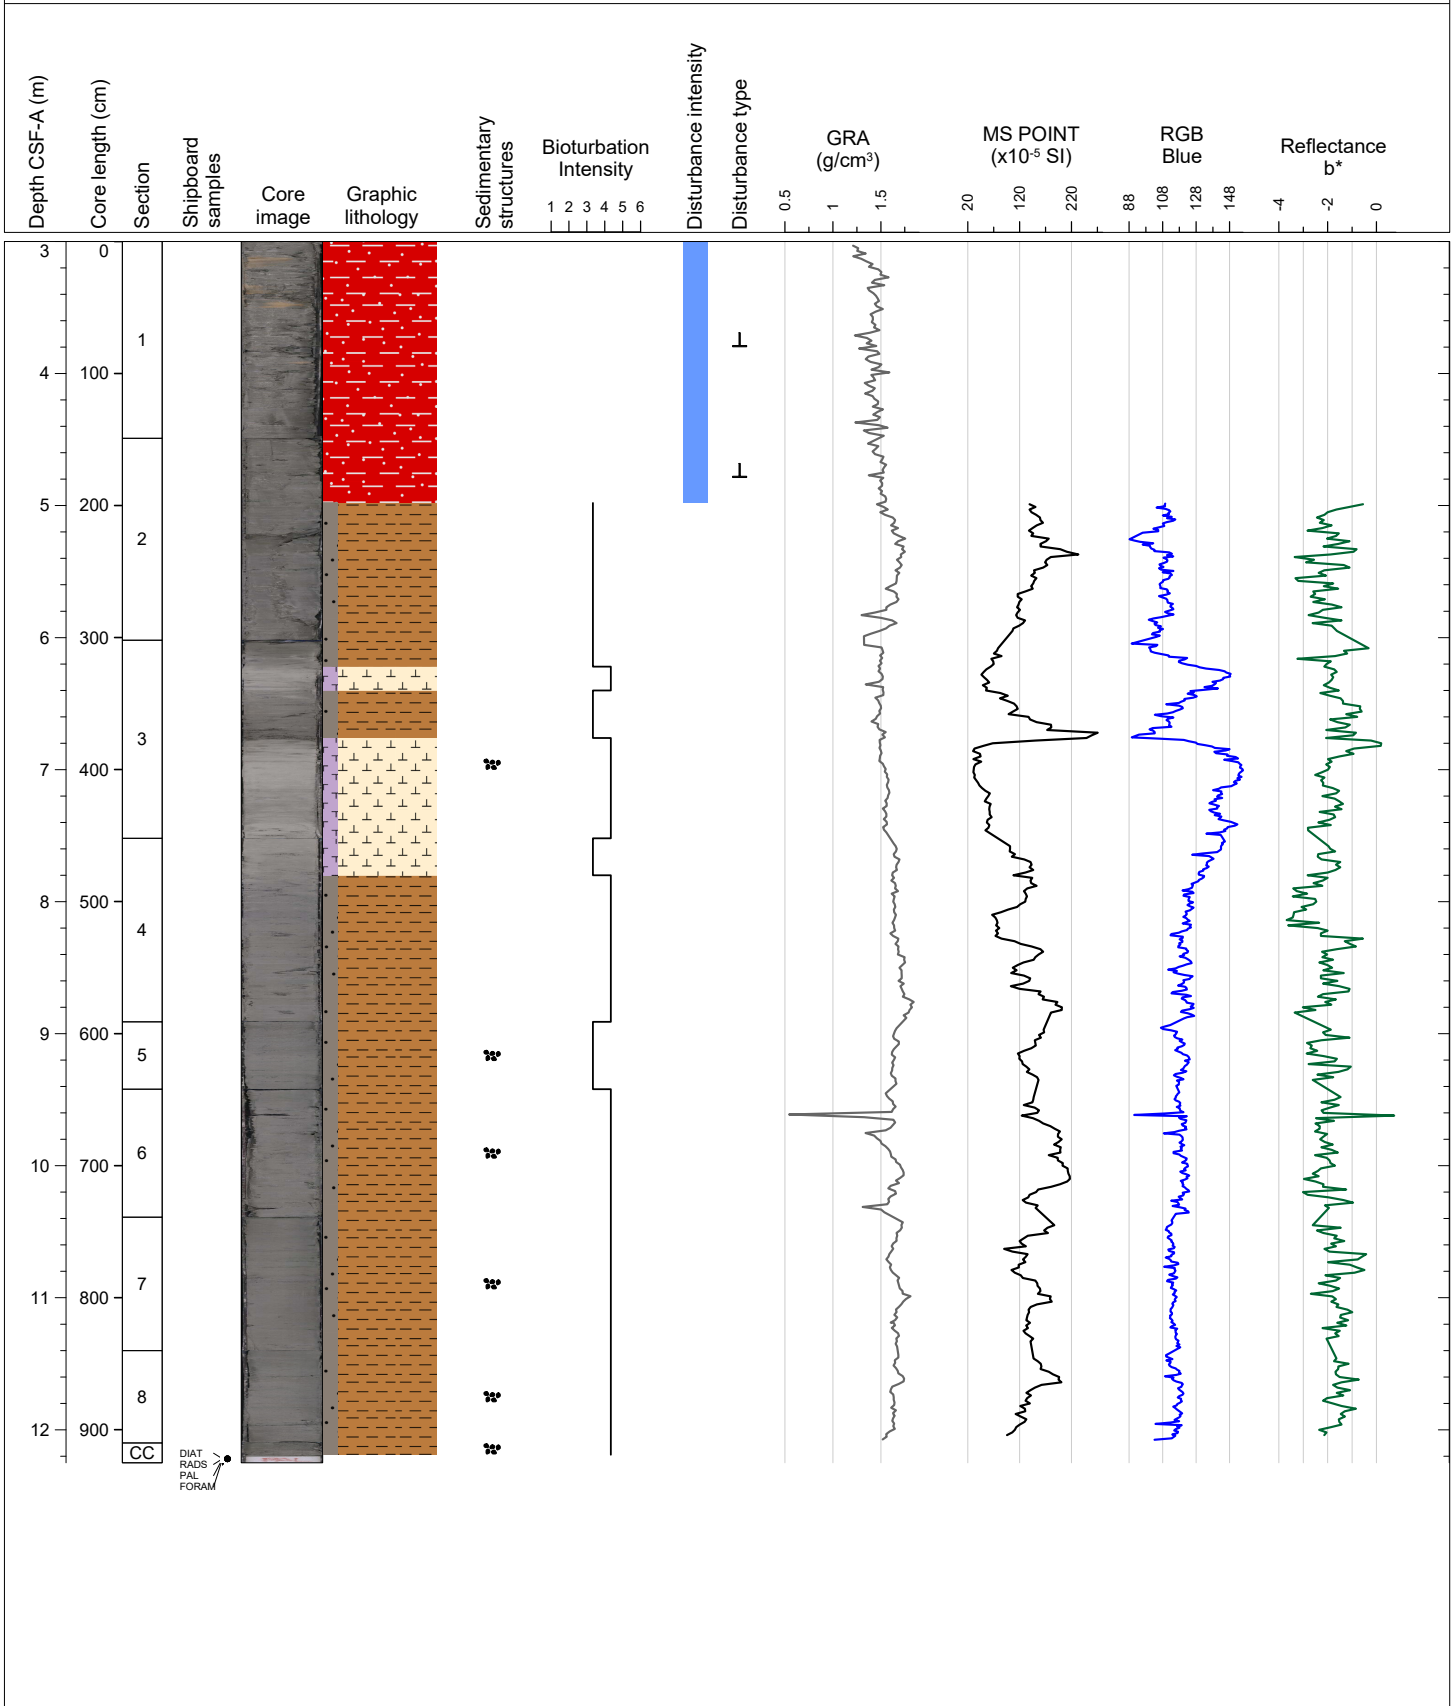 Depth CSF-A (m)
Core length (cm)
Section
Shipboard
samples
Core
image
Graphic
lithology
Sedimentary
structures
Bioturbation
Intensity
1 2 3 4 5 6
Disturbance intensity
Disturbance type
GRA
(g/cm³)
0.5 1 1.5
MS POINT
(x10⁻⁵ SI)
20 120 220
RGB
Blue
88 108 128 148
Reflectance
b*
-4 -2 0
3 0
1
4 100
5 200
2
6 300
3
7 400
8 500
4
9 600
5
6
10 700
7
11 800
8
12 900
CC
DIAT
RADS
PAL
FORAM